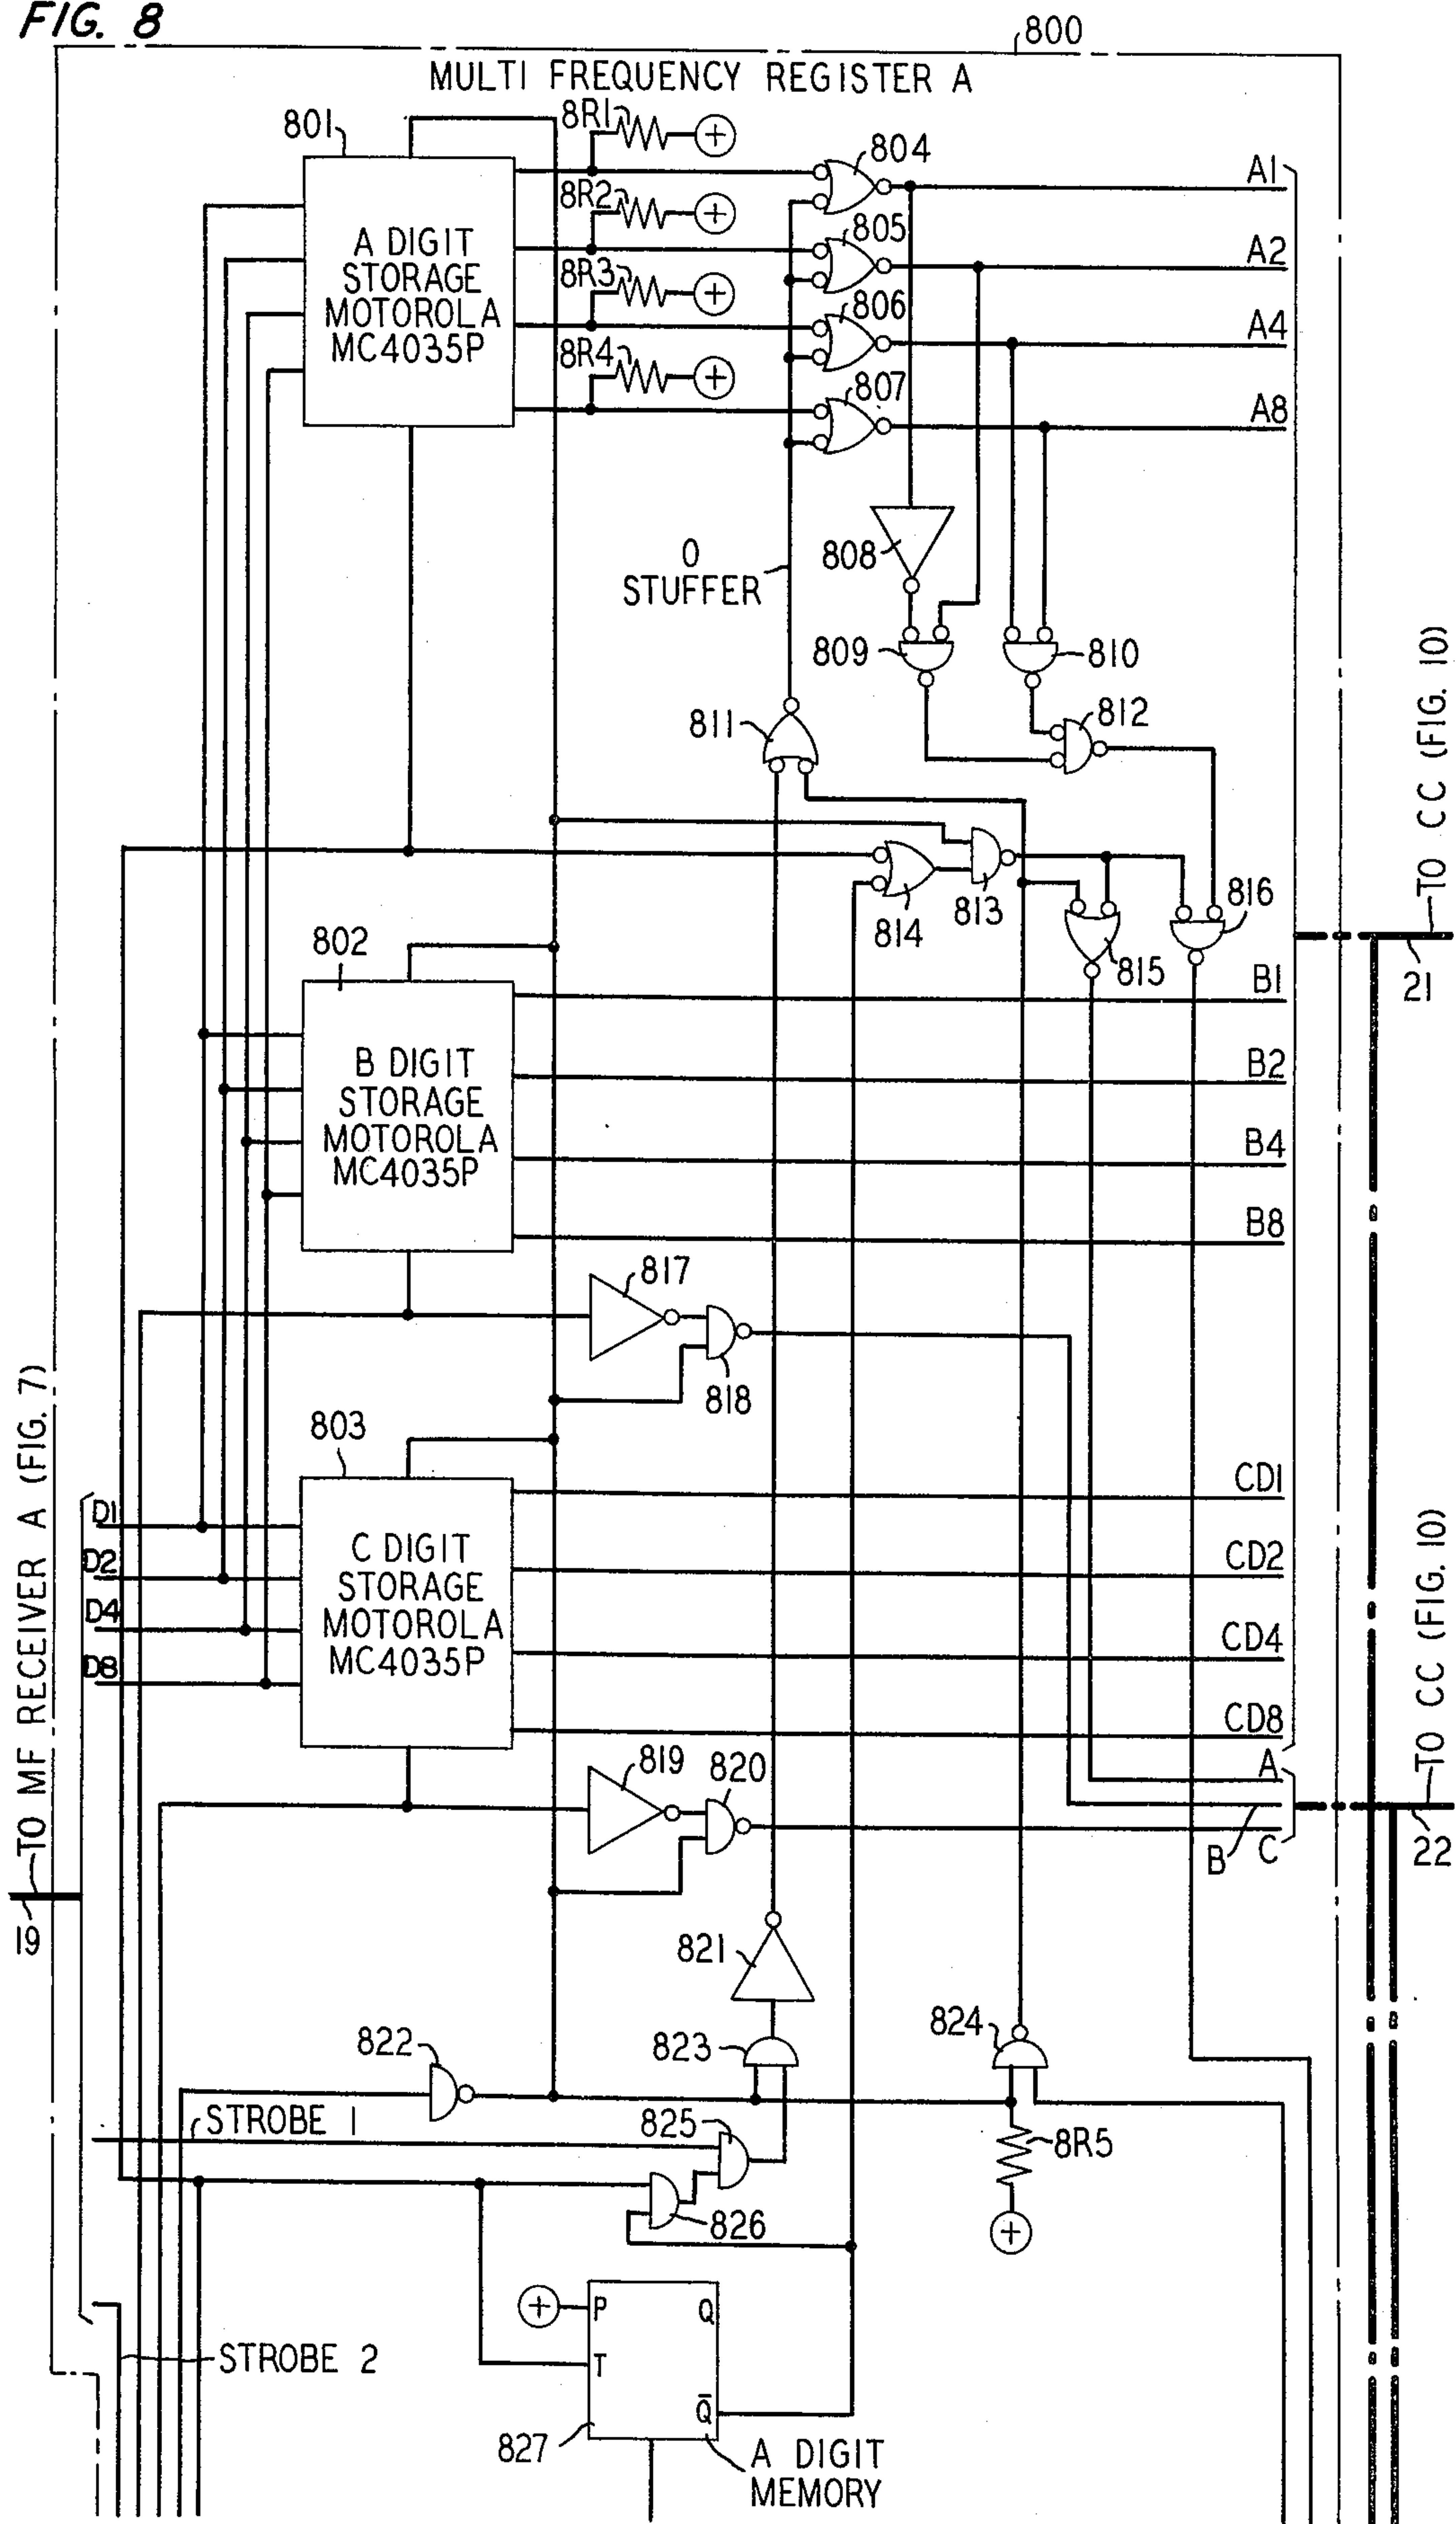 FIG. 8
800
MULTI FREQUENCY REGISTER A
801
8R1
+
804
A1
8R2
+
805
A2
A DIGIT
STORAGE
MOTOROLA
MC4035P
8R3
+
806
A4
8R4
+
807
A8
0
STUFFER
808
809
810
811
812
TO CC (FIG. 10)
21
813
814
815
816
802
B1
B DIGIT
STORAGE
MOTOROLA
MC4035P
B2
B4
B8
817
818
803
D1
D2
D4
D8
C DIGIT
STORAGE
MOTOROLA
MC4035P
CD1
CD2
CD4
CD8
TO MF RECEIVER A (FIG. 7)
19
819
820
A
B
C
TO CC (FIG. 10)
22
821
822
823
824
STROBE 1
825
8R5
826
+
+
P
Q
T
Q̄
STROBE 2
827
A DIGIT
MEMORY